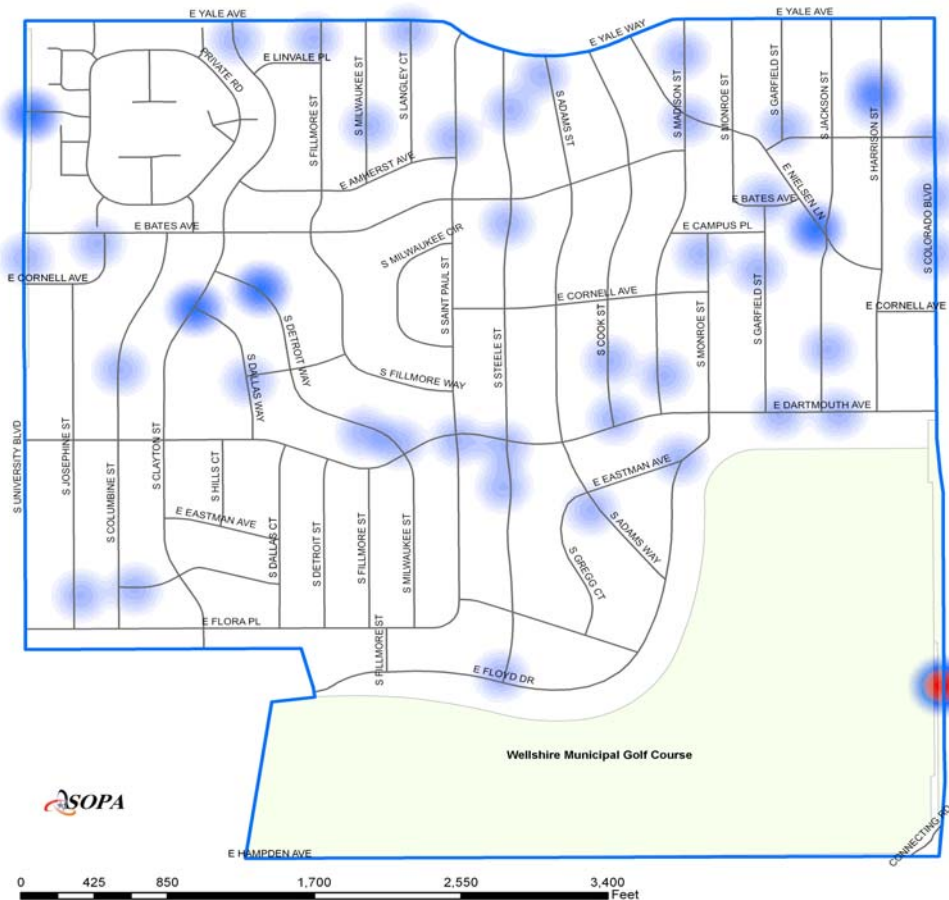 E YALE AVE
E YALE AVE
E YALE WAY
PRIVATE RD
E LINVALE PL
S MILWAUKEE ST
S LANGLEY CT
S FILLMORE ST
S ADAMS ST
S MADISON ST
S MONROE ST
S GARFIELD ST
S JACKSON ST
S HARRISON ST
E AMHERST AVE
E NIELSEN LN
E BATES AVE
S COLORADO BLVD
E BATES AVE
E CAMPUS PL
S MILWAUKEE CIR
S SAINT PAUL ST
E CORNELL AVE
E CORNELL AVE
E CORNELL AVE
S GARFIELD ST
S COOK ST
S MONROE ST
S DETROIT WAY
S STEELE ST
S DALLAS WAY
S FILLMORE WAY
E DARTMOUTH AVE
S UNIVERSITY BLVD
S JOSEPHINE ST
S COLUMBINE ST
S CLAYTON ST
S HILLS CT
E EASTMAN AVE
E EASTMAN AVE
S DALLAS CT
S DETROIT ST
S FILLMORE ST
S MILWAUKEE ST
S ADAMS WAY
S GREGG CT
E FLORA PL
S FILLMORE ST
E FLOYD DR
Wellshire Municipal Golf Course
SOPA
CONNECTING RD
E HAMPDEN AVE
0 425 850 1,700 2,550 3,400
Feet